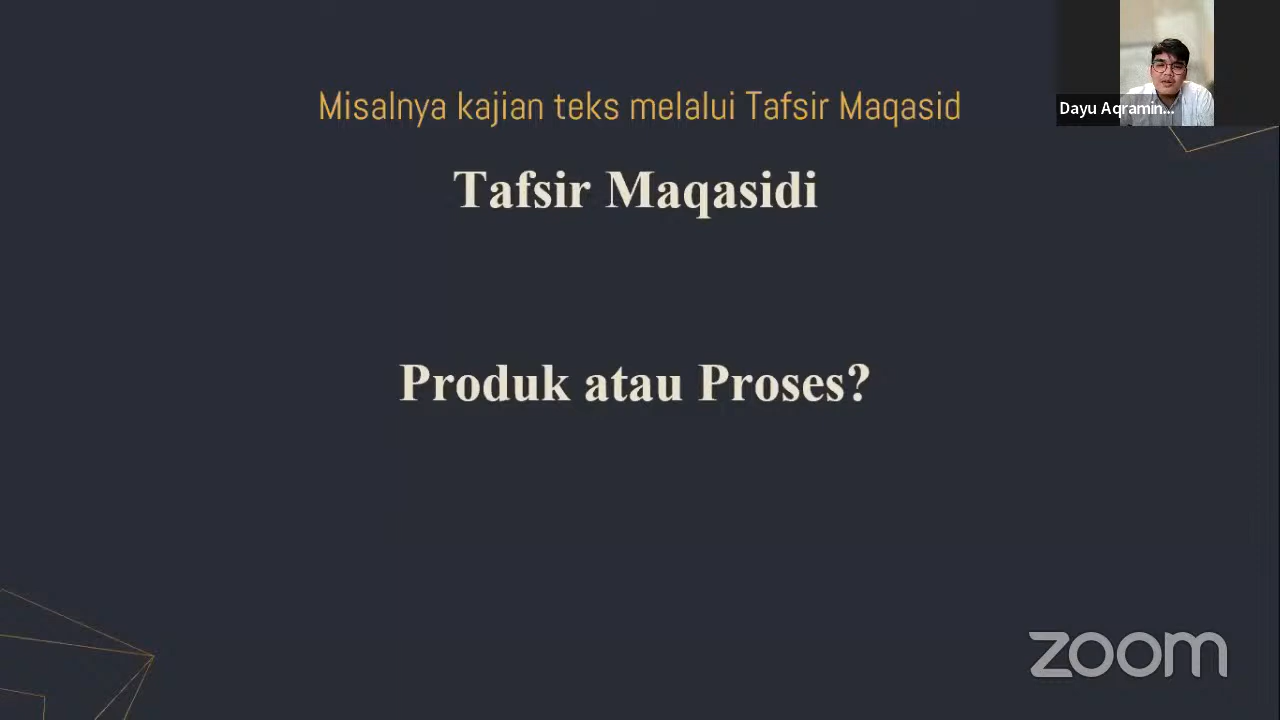 Misalnya kajian teks melalui Tafsir Maqasid
Dayu Aqramin...
Tafsir Maqasidi
Produk atau Proses?
zoom